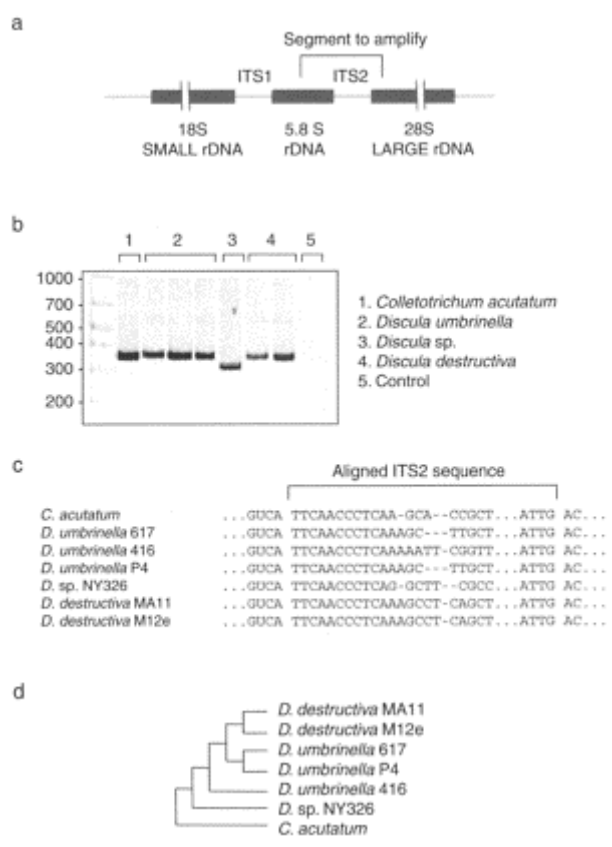 a
Segment to amplify
ITS1 ITS2
18S 5.8 S 28S
SMALL rDNA rDNA LARGE rDNA
b
1 2 3 4 5
1000
700
500
400
300
200
1. Colletotrichum acutatum
2. Discula umbrinella
3. Discula sp.
4. Discula destructiva
5. Control
c
Aligned ITS2 sequence
C. acutatum ...GUCA TTCAACCCTCAA-GCA--CCGCT...ATTG AC...
D. umbrinella 617 ...GUCA TTCAACCCTCAAAGC---TTGCT...ATTG AC...
D. umbrinella 416 ...GUCA TTCAACCCTCAAAAATT-CGGTT...ATTG AC...
D. umbrinella P4 ...GUCA TTCAACCCTCAAAGC---TTGCT...ATTG AC...
D. sp. NY326 ...GUCA TTCAACCCTCAG-GCTT--CGCC...ATTG AC...
D. destructiva MA11 ...GUCA TTCAACCCTCAAAGCCT-CAGCT...ATTG AC...
D. destructiva M12e ...GUCA TTCAACCCTCAAAGCCT-CAGCT...ATTG AC...
d
D. destructiva MA11
D. destructiva M12e
D. umbrinella 617
D. umbrinella P4
D. umbrinella 416
D. sp. NY326
C. acutatum